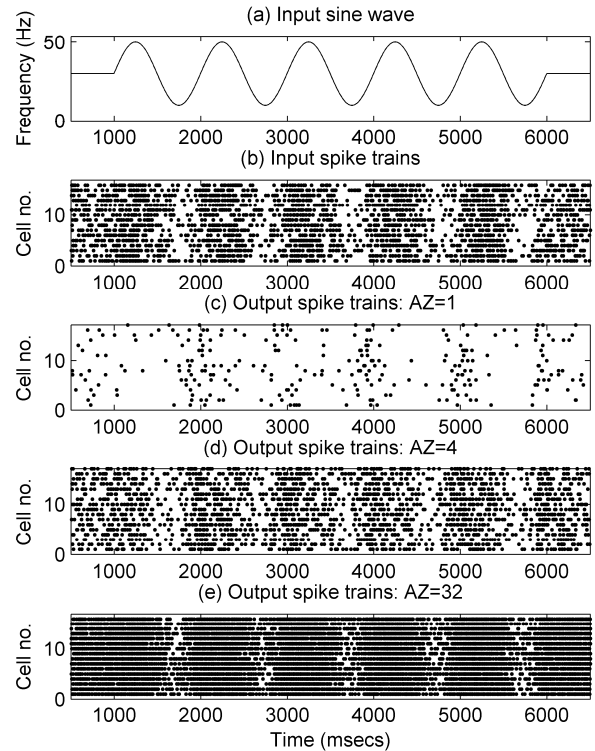 (a) Input sine wave
Frequency (Hz)
50
0
1000 2000 3000 4000 5000 6000
(b) Input spike trains
Cell no.
10
0
1000 2000 3000 4000 5000 6000
(c) Output spike trains: AZ=1
Cell no.
10
0
1000 2000 3000 4000 5000 6000
(d) Output spike trains: AZ=4
Cell no.
10
0
1000 2000 3000 4000 5000 6000
(e) Output spike trains: AZ=32
Cell no.
10
0
1000 2000 3000 4000 5000 6000
Time (msecs)